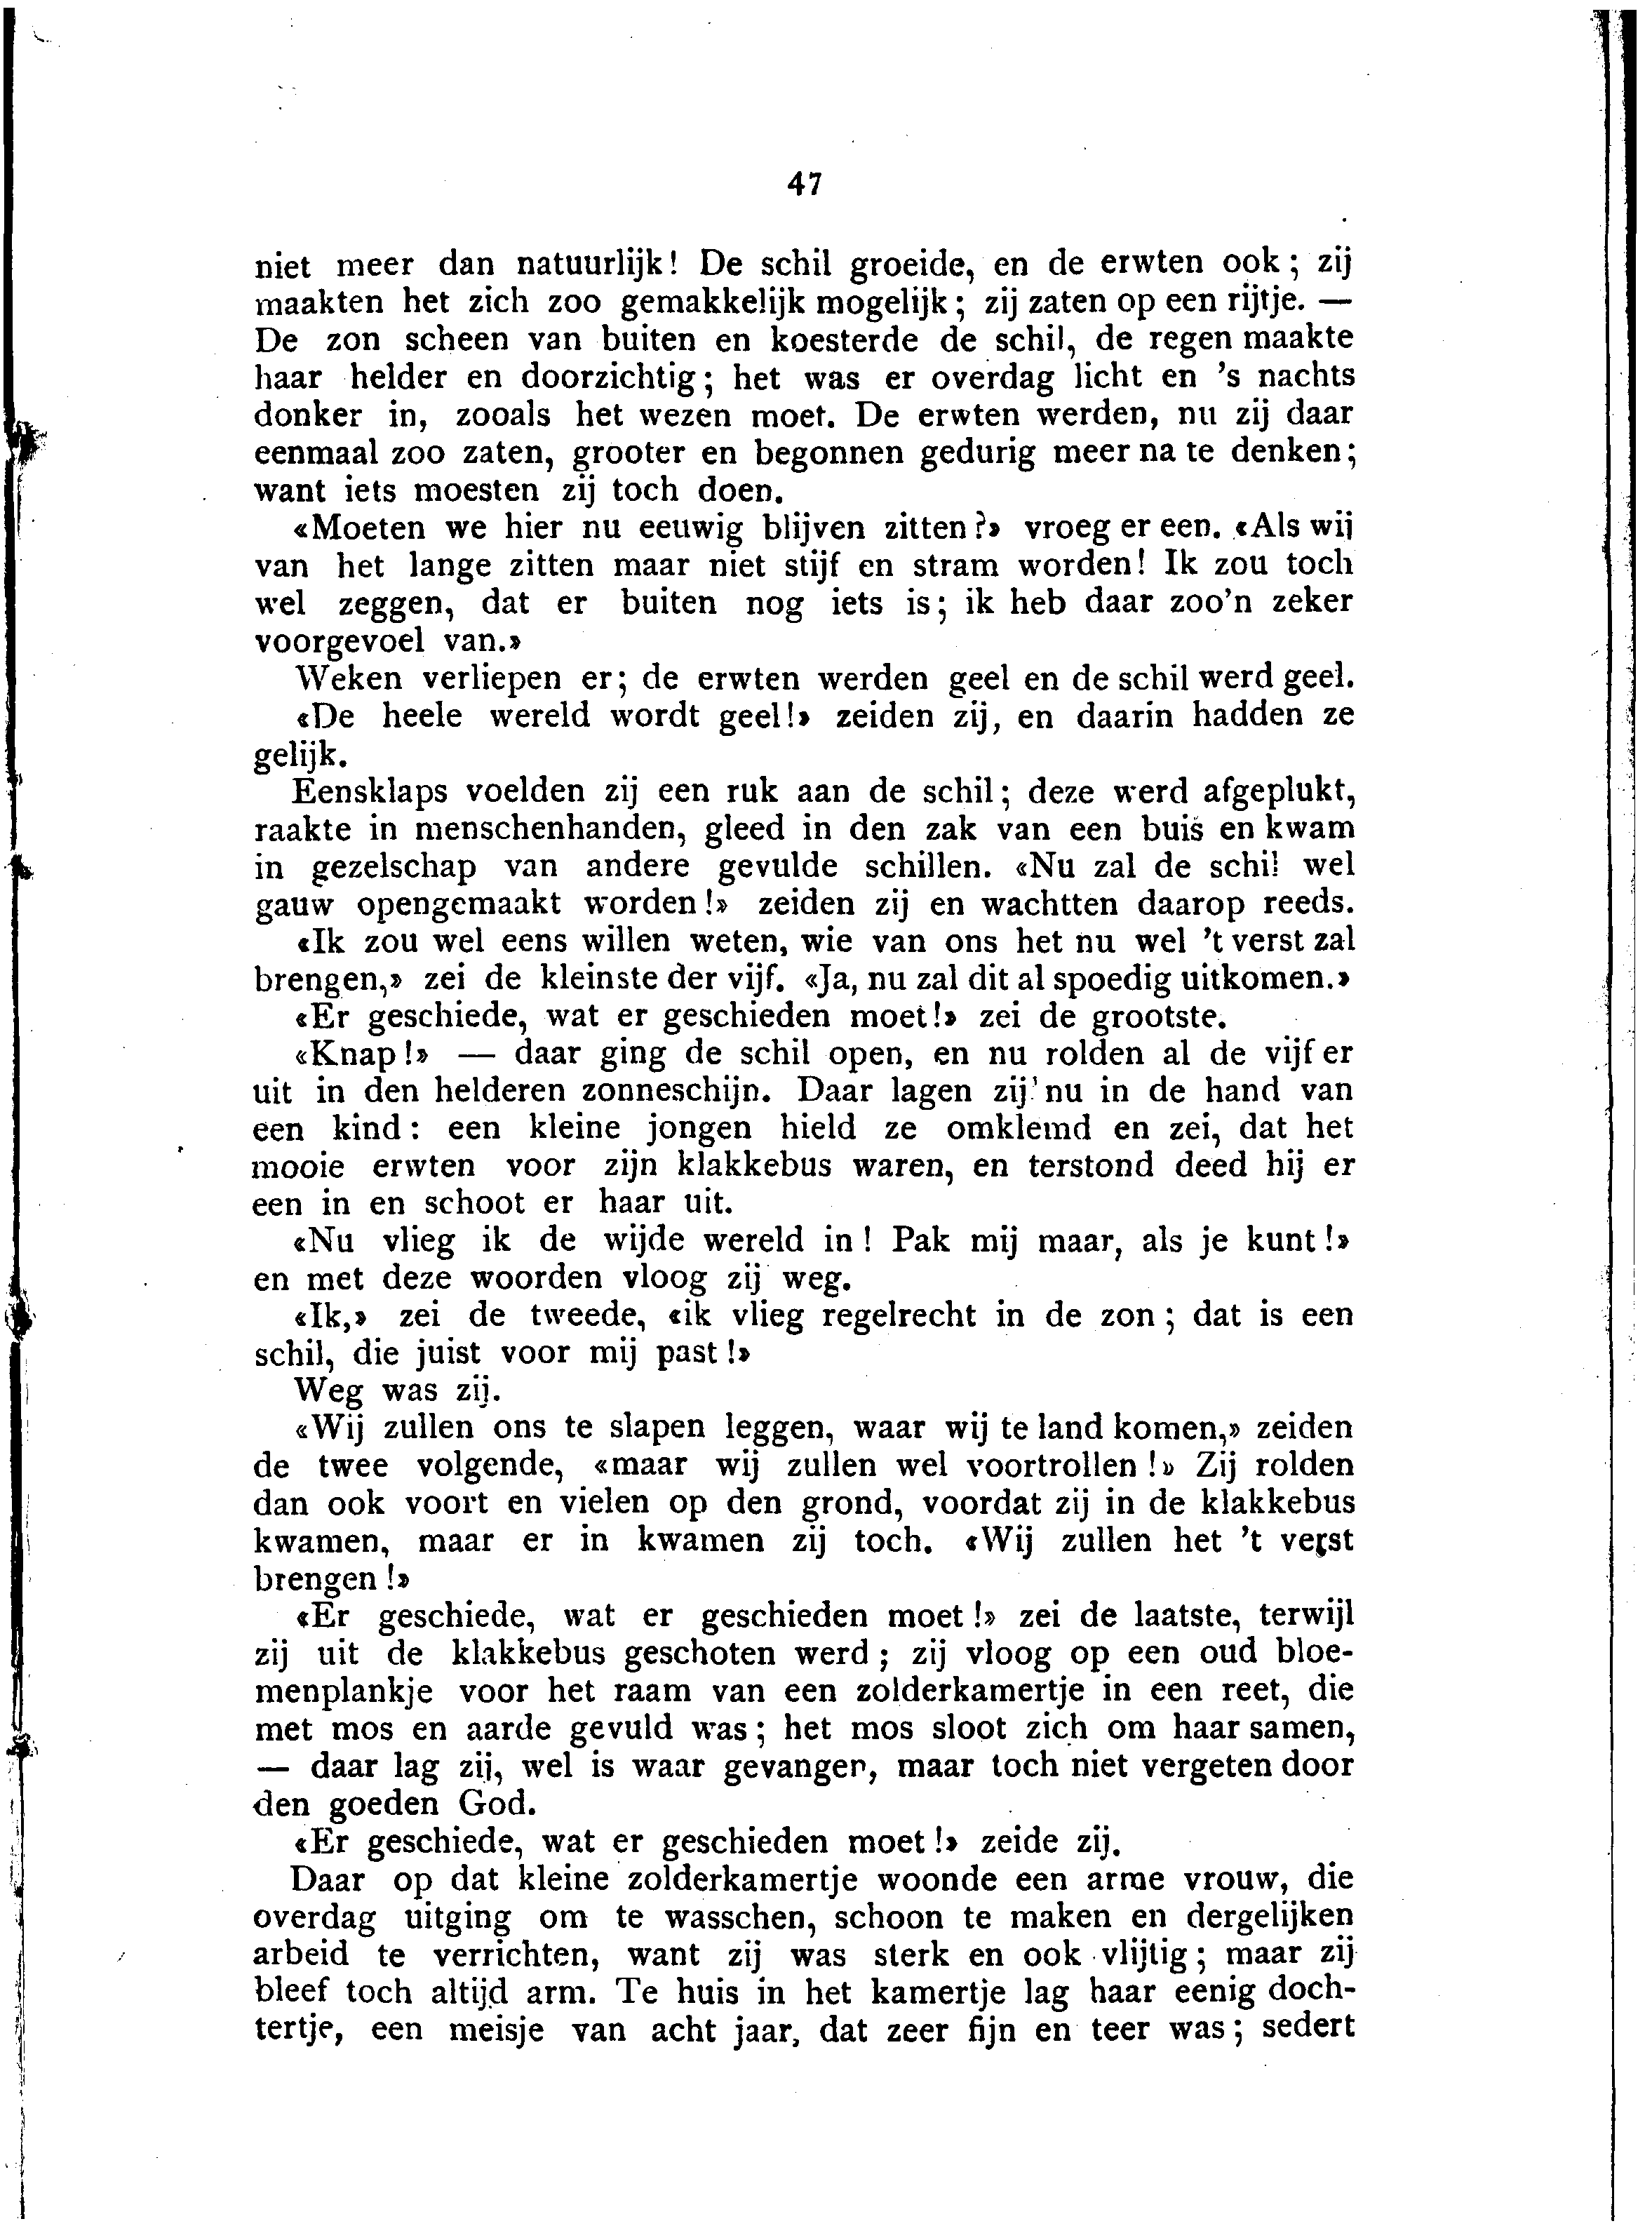 47
niet meer dan natuurlijk! De schil groeide, en de erwten ook; zij
maakten het zich zoo gemakkelijk mogelijk; zij zaten op een rijtje. —
De zon scheen van buiten en koesterde de schil, de regen maakte
haar helder en doorzichtig; het was er overdag licht en 's nachts
donker in, zooals het wezen moet. De erwten werden, nu zij daar
eenmaal zoo zaten, grooter en begonnen gedurig meer na te denken;
want iets moesten zij toch doen.
«Moeten we hier nu eeuwig blijven zitten?» vroeg er een. «Als wij
van het lange zitten maar niet stijf en stram worden! Ik zou toch
wel zeggen, dat er buiten nog iets is; ik heb daar zoo'n zeker
voorgevoel van.»
Weken verliepen er; de erwten werden geel en de schil werd geel.
«De heele wereld wordt geel!» zeiden zij, en daarin hadden ze
gelijk.
Eensklaps voelden zij een ruk aan de schil; deze werd afgeplukt,
raakte in menschenhanden, gleed in den zak van een buis en kwam
in gezelschap van andere gevulde schillen. «Nu zal de schil wel
gauw opengemaakt worden!» zeiden zij en wachtten daarop reeds.
«Ik zou wel eens willen weten, wie van ons het nu wel 't verst zal
brengen,» zei de kleinste der vijf. «Ja, nu zal dit al spoedig uitkomen.»
«Er geschiede, wat er geschieden moet!» zei de grootste.
«Knap!» — daar ging de schil open, en nu rolden al de vijf er
uit in den helderen zonneschijn. Daar lagen zij nu in de hand van
een kind: een kleine jongen hield ze omklemd en zei, dat het
mooie erwten voor zijn klakkebus waren, en terstond deed hij er
een in en schoot er haar uit.
«Nu vlieg ik de wijde wereld in! Pak mij maar, als je kunt!»
en met deze woorden vloog zij weg.
«Ik,» zei de tweede, «ik vlieg regelrecht in de zon; dat is een
schil, die juist voor mij past!»
Weg was zij.
«Wij zullen ons te slapen leggen, waar wij te land komen,» zeiden
de twee volgende, «maar wij zullen wel voortrollen!» Zij rolden
dan ook voort en vielen op den grond, voordat zij in de klakkebus
kwamen, maar er in kwamen zij toch. «Wij zullen het 't verst
brengen!»
«Er geschiede, wat er geschieden moet!» zei de laatste, terwijl
zij uit de klakkebus geschoten werd; zij vloog op een oud bloe-
menplankje voor het raam van een zolderkamertje in een reet, die
met mos en aarde gevuld was; het mos sloot zich om haar samen,
— daar lag zij, wel is waar gevangen, maar toch niet vergeten door
den goeden God.
«Er geschiede, wat er geschieden moet!» zeide zij.
Daar op dat kleine zolderkamertje woonde een arme vrouw, die
overdag uitging om te wasschen, schoon te maken en dergelijken
arbeid te verrichten, want zij was sterk en ook vlijtig; maar zij
bleef toch altijd arm. Te huis in het kamertje lag haar eenig doch-
tertje, een meisje van acht jaar, dat zeer fijn en teer was; sedert